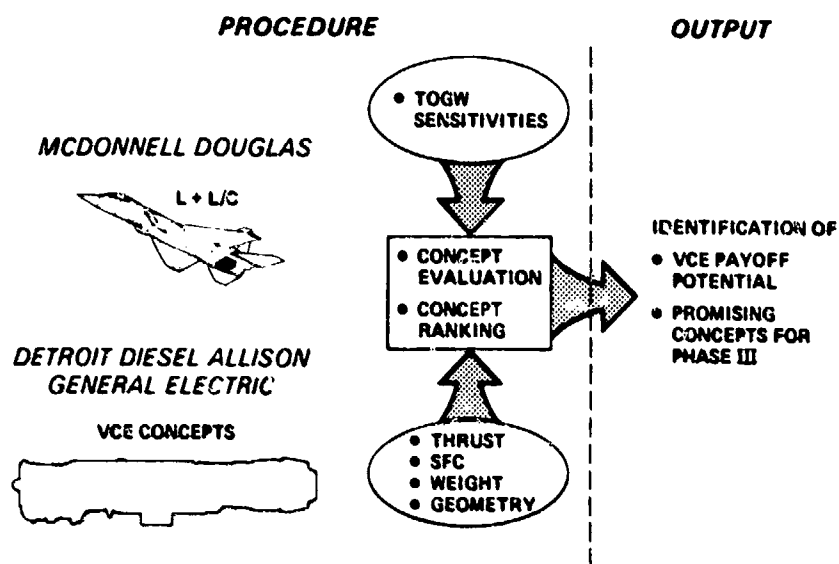 PROCEDURE
OUTPUT
● TOGW
SENSITIVITIES
MCDONNELL DOUGLAS
L + L/C
● CONCEPT
EVALUATION
● CONCEPT
RANKING
IDENTIFICATION OF
● VCE PAYOFF
POTENTIAL
● PROMISING
CONCEPTS FOR
PHASE III
DETROIT DIESEL ALLISON
GENERAL ELECTRIC
VCE CONCEPTS
● THRUST
● SFC
● WEIGHT
● GEOMETRY